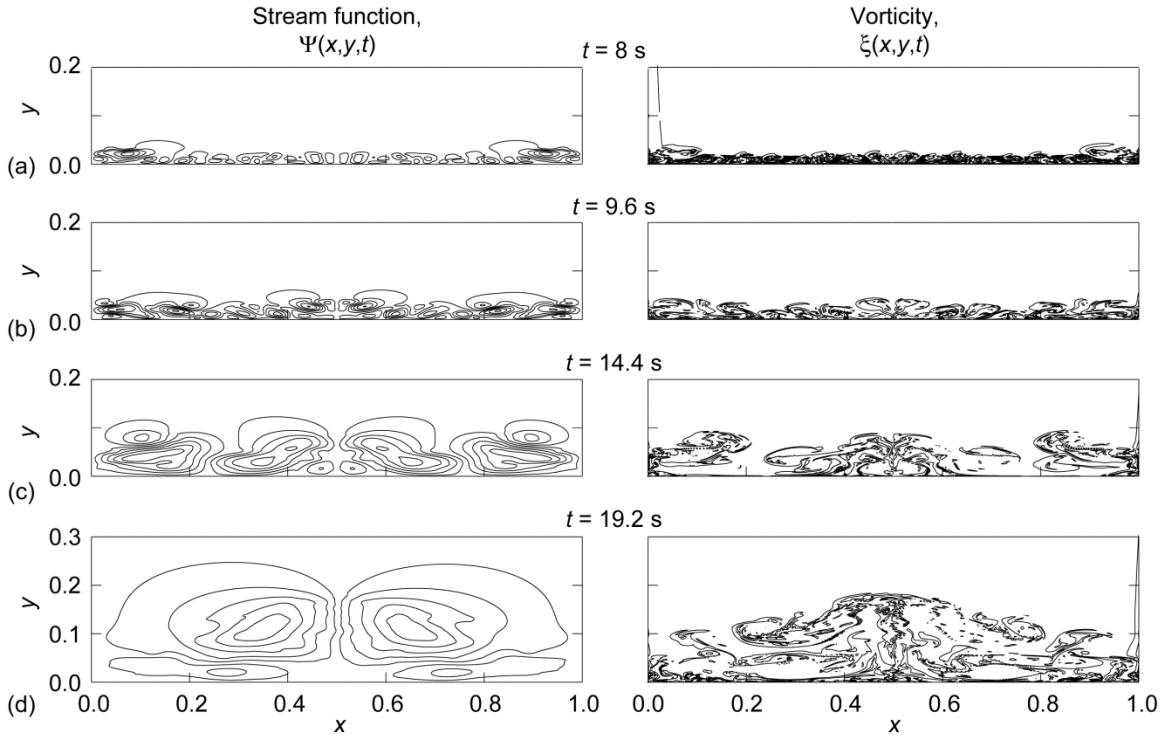 Stream function,
Ψ(x,y,t)
Vorticity,
ξ(x,y,t)
t = 8 s
0.2
y
(a)
0.0
t = 9.6 s
0.2
y
(b)
0.0
t = 14.4 s
0.2
y
0.0
(c)
t = 19.2 s
0.3
0.2
y
0.1
0.0
(d)
0.0 0.2 0.4 0.6 0.8 1.0 0.0 0.2 0.4 0.6 0.8 1.0
x x